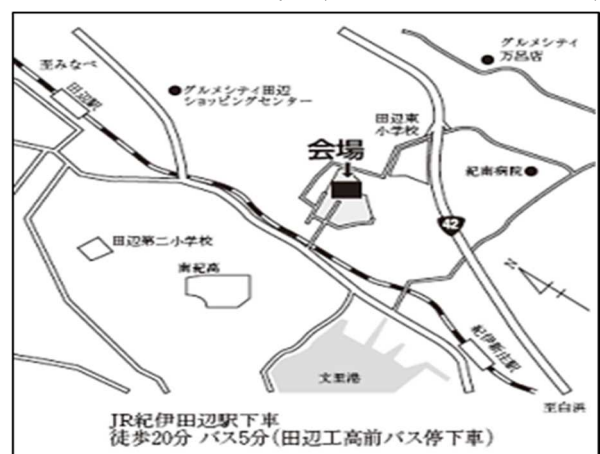 グルメシティ
万呂店
至みなべ
田辺駅
グルメシティ田辺
ショッピングセンター
田辺東
小学校
会場
紀南病院
42
田辺第二小学校
南紀高
N
紀伊新庄駅
文里港
至白浜
JR紀伊田辺駅下車
徒歩20分 バス5分(田辺工高前バス停下車)